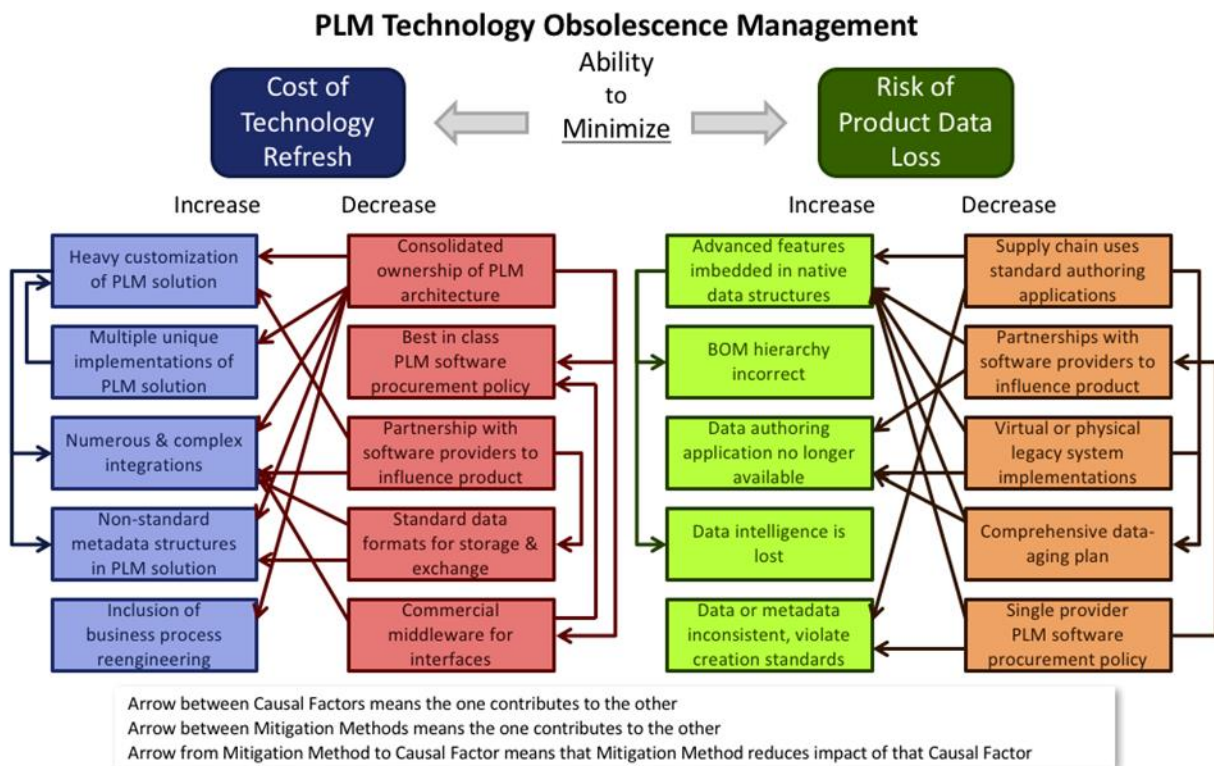 PLM Technology Obsolescence Management
Cost of
Technology
Refresh
Ability
to
Minimize
Risk of
Product Data
Loss
Increase
Decrease
Increase
Decrease
Heavy customization
of PLM solution
Consolidated
ownership of PLM
architecture
Advanced features
imbedded in native
data structures
Supply chain uses
standard authoring
applications
Multiple unique
implementations of
PLM solution
Best in class
PLM software
procurement policy
BOM hierarchy
incorrect
Partnerships with
software providers to
influence product
Numerous & complex
integrations
Partnership with
software providers to
influence product
Data authoring
application no longer
available
Virtual or physical
legacy system
implementations
Non-standard
metadata structures
in PLM solution
Standard data
formats for storage &
exchange
Data intelligence is
lost
Comprehensive data-
aging plan
Inclusion of
business process
reengineering
Commercial
middleware for
interfaces
Data or metadata
inconsistent, violate
creation standards
Single provider
PLM software
procurement policy
Arrow between Causal Factors means the one contributes to the other
Arrow between Mitigation Methods means the one contributes to the other
Arrow from Mitigation Method to Causal Factor means that Mitigation Method reduces impact of that Causal Factor